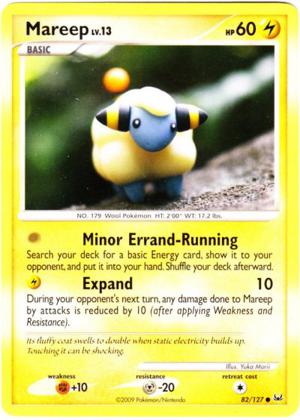 Mareep LV.13
HP 60
BASIC
NO. 179 Wool Pokémon HT: 2'00" WT: 17.2 lbs.
Minor Errand-Running
Search your deck for a basic Energy card, show it to your
opponent, and put it into your hand. Shuffle your deck afterward.
Expand 10
During your opponent's next turn, any damage done to Mareep
by attacks is reduced by 10 (after applying Weakness and
Resistance).
Its fluffy coat swells to double when static electricity builds up.
Touching it can be shocking.
Illus. Yuka Morii
weakness resistance retreat cost
+10 -20
©2009 Pokémon/Nintendo 82/127